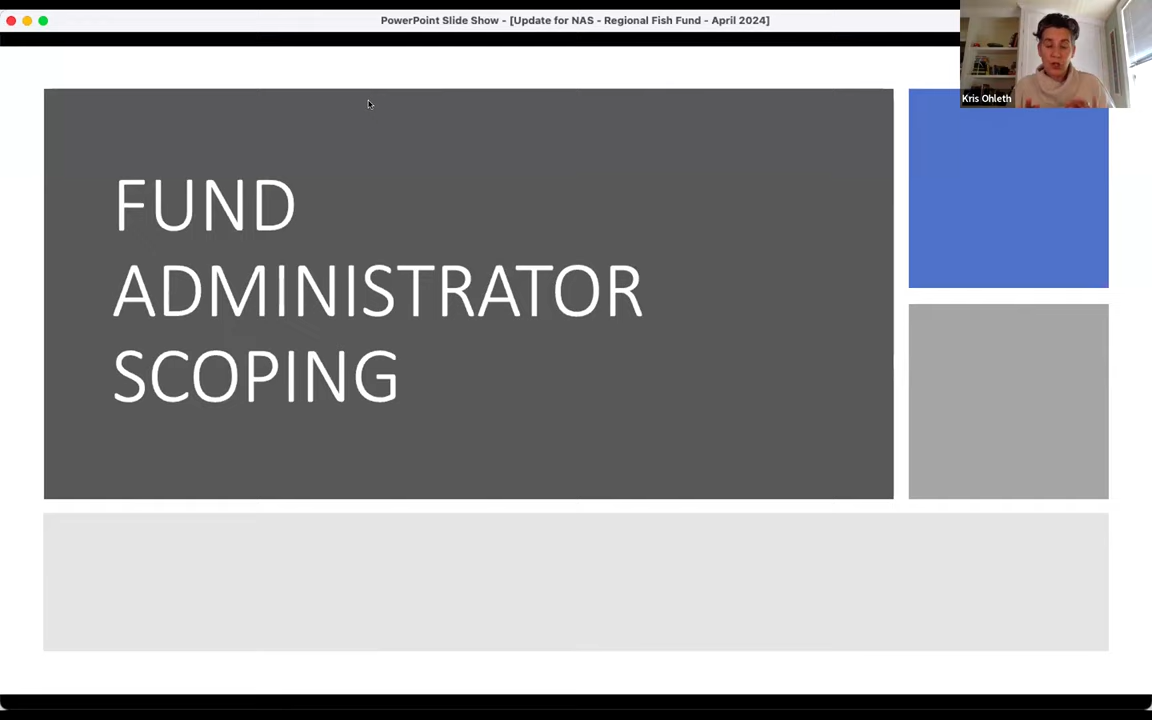 PowerPoint Slide Show - [Update for NAS - Regional Fish Fund - April 2024]
Kris Ohleth
FUND
ADMINISTRATOR
SCOPING